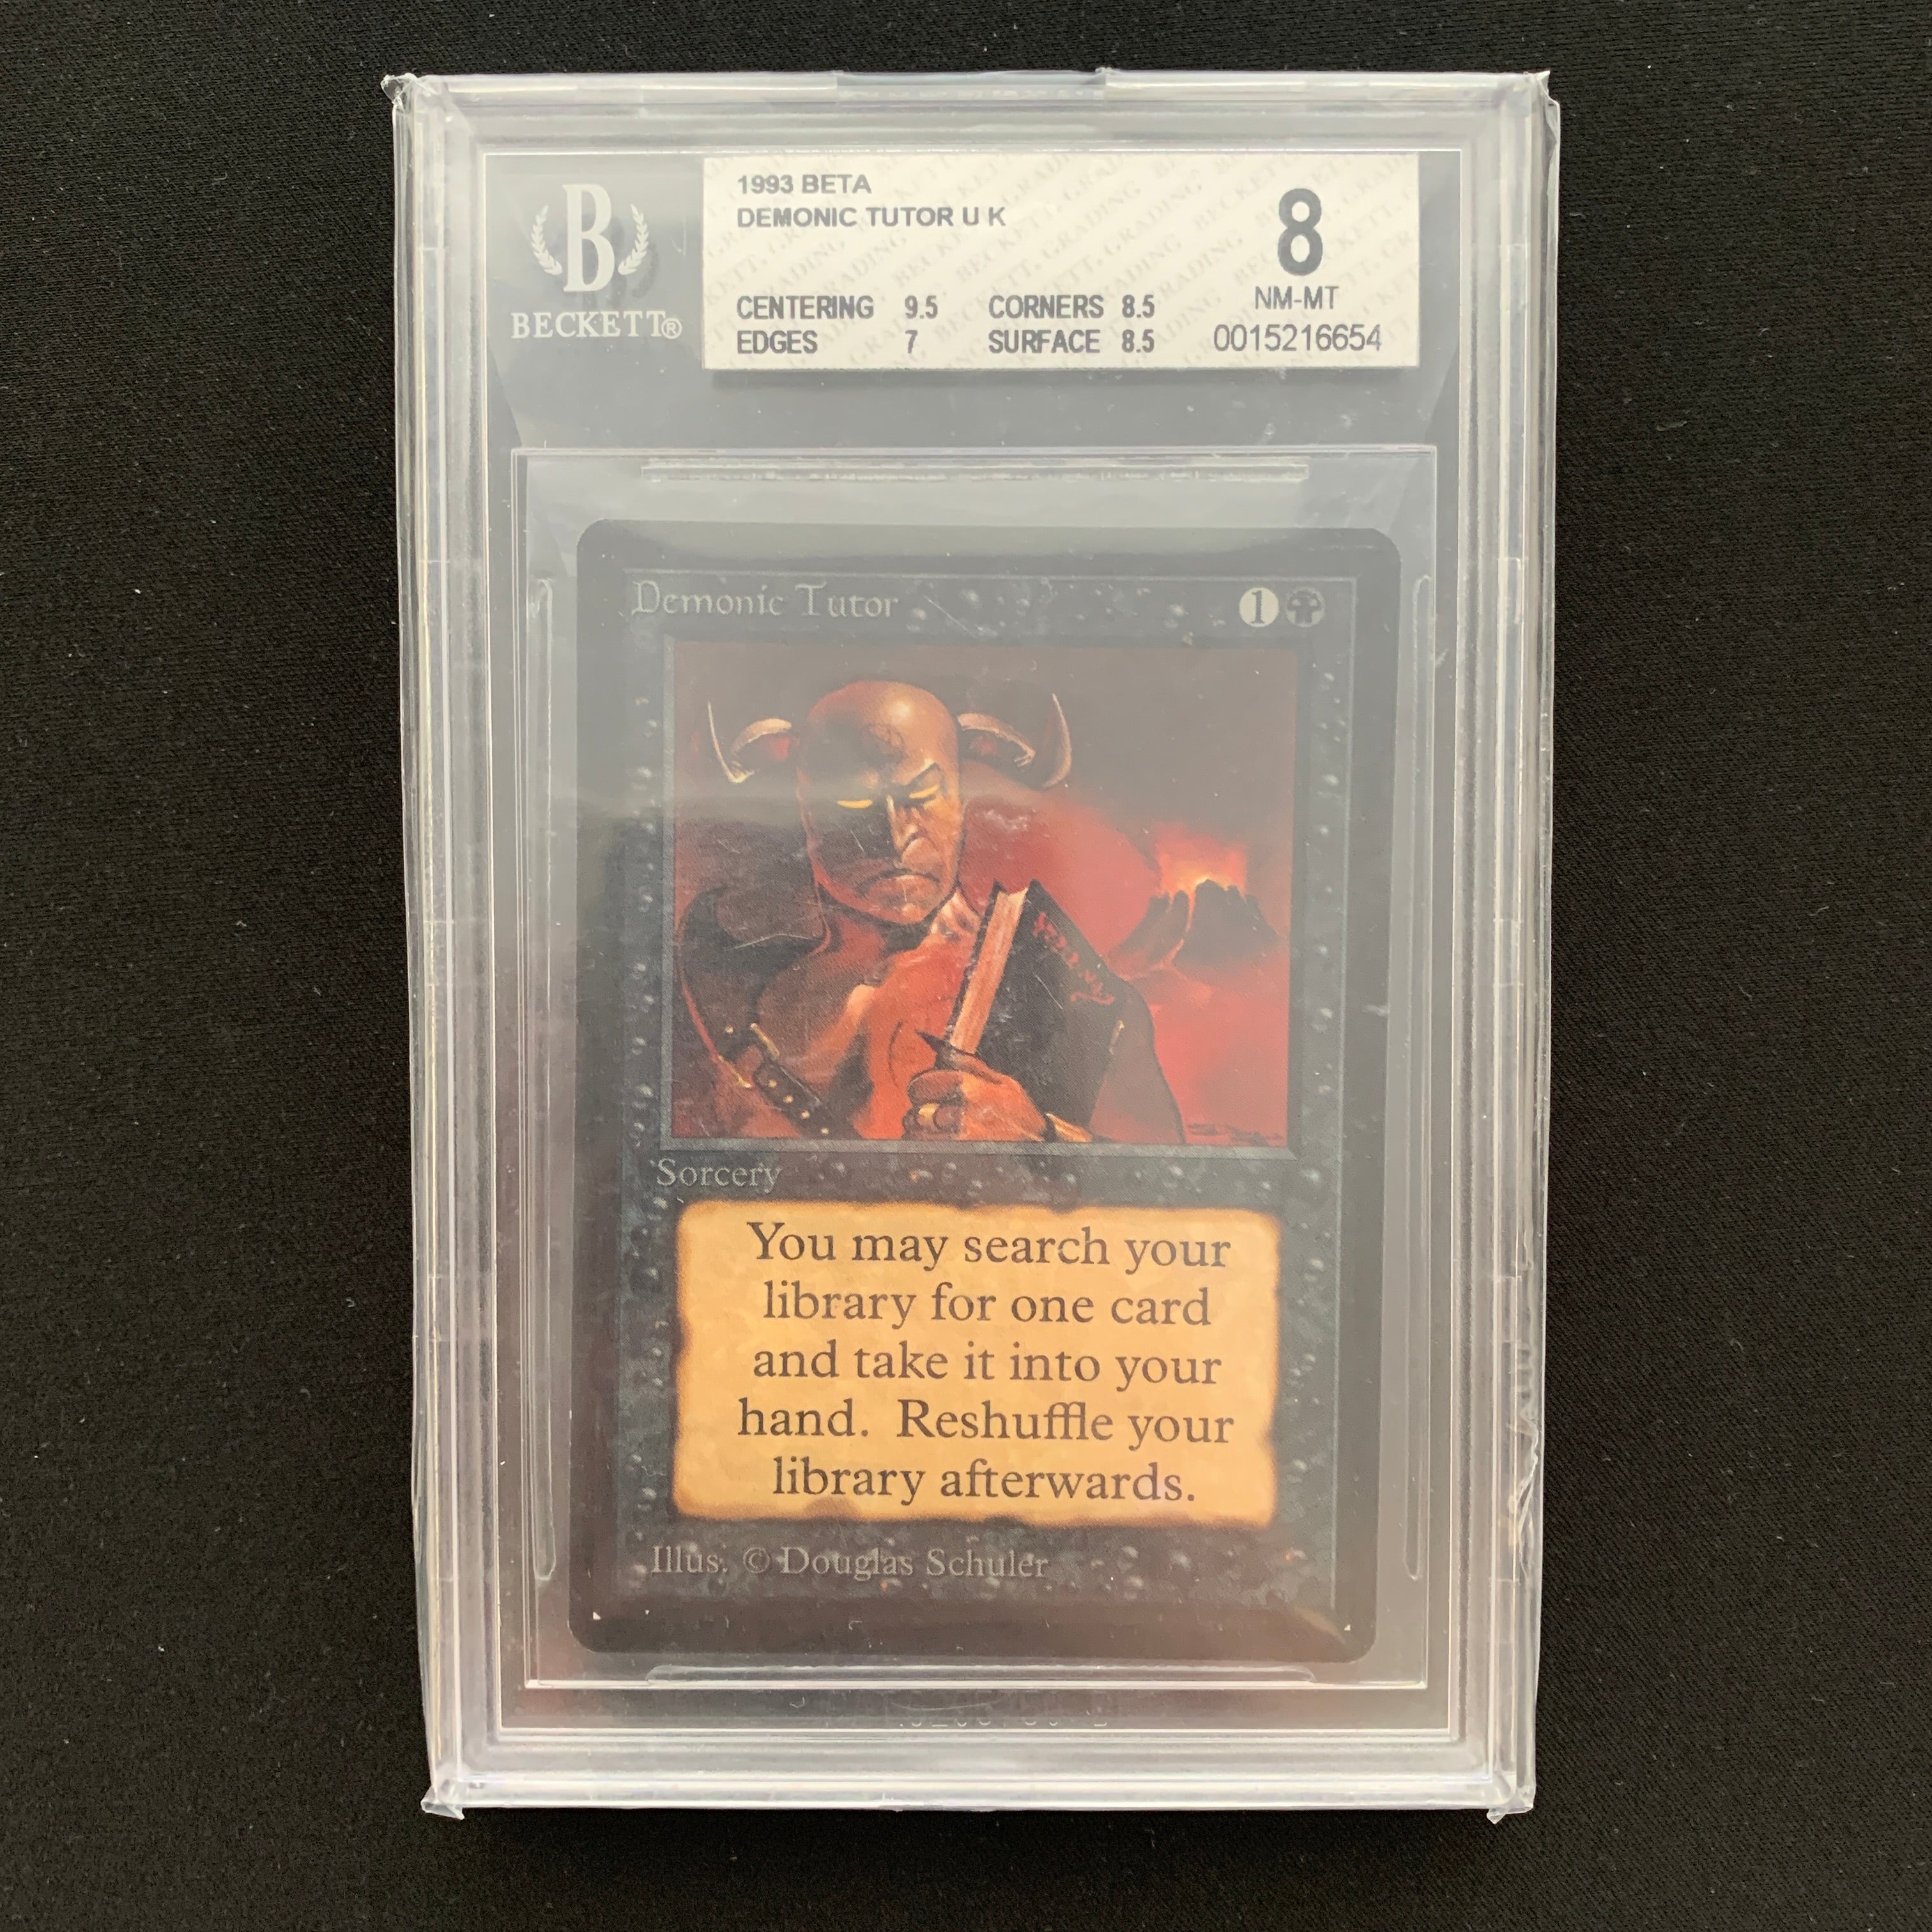 B
BECKETT®
1993 BETA
DEMONIC TUTOR U K
CENTERING 9.5 CORNERS 8.5
EDGES 7 SURFACE 8.5
8
NM-MT
0015216654
Demonic Tutor 1
Sorcery
You may search your
library for one card
and take it into your
hand. Reshuffle your
library afterwards.
Illus. © Douglas Schuler